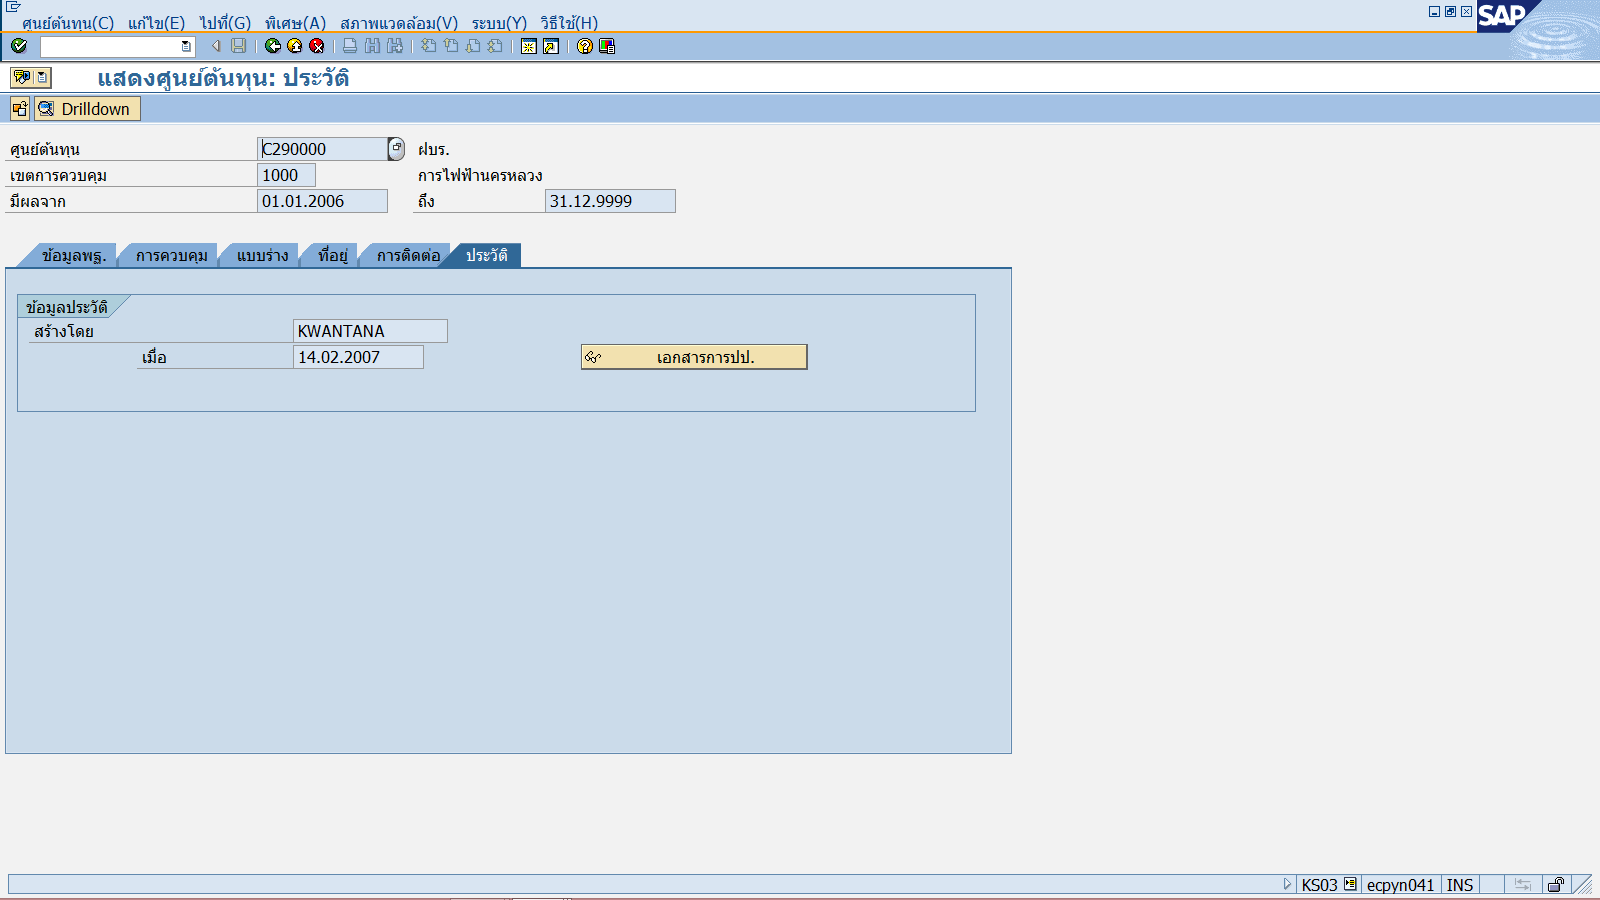 ศูนย์ต้นทุน(C) แก้ไข(E) ไปที่(G) พิเศษ(A) สภาพแวดล้อม(V) ระบบ(Y) วิธีใช้(H)
SAP
แสดงศูนย์ต้นทุน: ประวัติ
Drilldown
ศูนย์ต้นทุน C290000 ฝบร.
เขตการควบคุม 1000 การไฟฟ้านครหลวง
มีผลจาก 01.01.2006 ถึง 31.12.9999
ข้อมูลพฐ. การควบคุม แบบร่าง ที่อยู่ การติดต่อ ประวัติ
ข้อมูลประวัติ
สร้างโดย KWANTANA
เมื่อ 14.02.2007 เอกสารการปป.
KS03 ecpyn041 INS